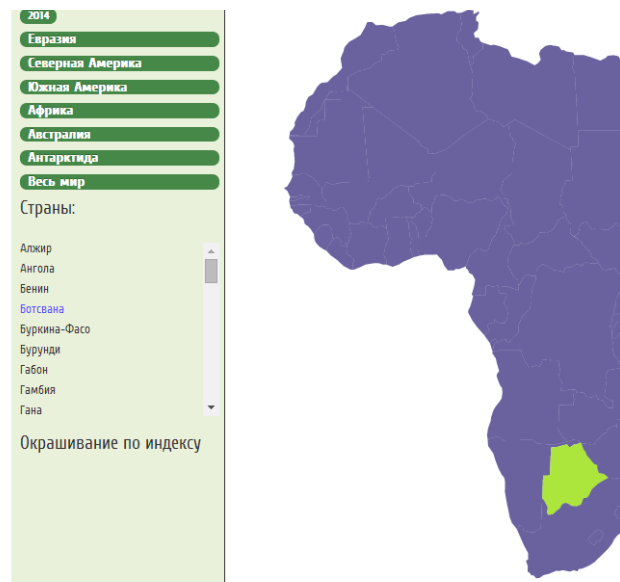 2014
Евразия
Северная Америка
Южная Америка
Африка
Австралия
Антарктида
Весь мир
Страны:
Алжир
Ангола
Бенин
Ботсвана
Буркина-Фасо
Бурунди
Габон
Гамбия
Гана
Окрашивание по индексу